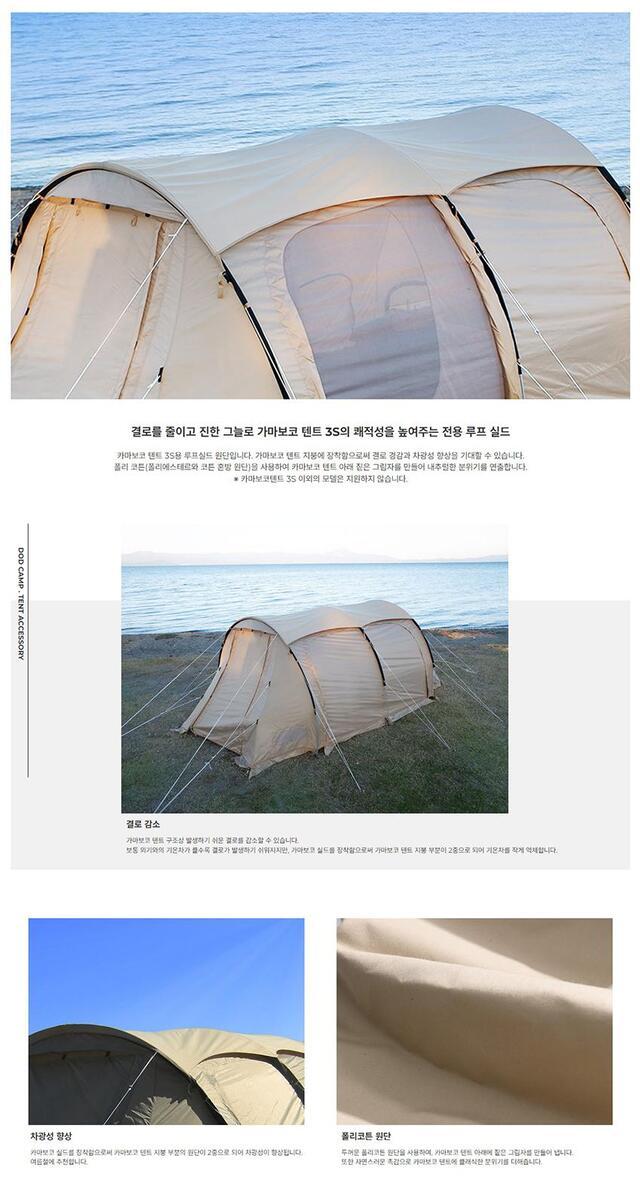 결로를 줄이고 진한 그늘로 가마보코 텐트 3S의 쾌적성을 높여주는 전용 루프 실드
카마보코 텐트 3S용 루프실드 원단입니다. 가마보코 텐트 지붕에 장착함으로써 결로 경감과 차광성 향상을 기대할 수 있습니다.
폴리 코튼(폴리에스테르와 코튼 혼방 원단)을 사용하여 카마보코 텐트 아래 짙은 그림자를 만들어 내추럴한 분위기를 연출합니다.
※ 카마보코텐트 3S 이외의 모델은 지원하지 않습니다.
DOD CAMP . TENT ACCESSORY
결로 감소
가마보코 텐트 구조상 발생하기 쉬운 결로를 감소할 수 있습니다.
보통 외기와의 기온차가 클수록 결로가 발생하기 쉬워지지만, 가마보코 실드를 장착함으로써 가마보코 텐트 지붕 부분이 2중으로 되어 기온차를 작게 억제합니다.
차광성 향상
카마보코 실드를 장착함으로써 카마보코 텐트 지붕 부분의 원단이 2중으로 되어 차광성이 향상됩니다.
여름철에 추천합니다.
폴리코튼 원단
두꺼운 폴리코튼 원단을 사용하여, 카마보코 텐트 아래에 짙은 그림자를 만들어 냅니다.
또한 자연스러운 촉감으로 카마보코 텐트에 클래식한 분위기를 더해줍니다.